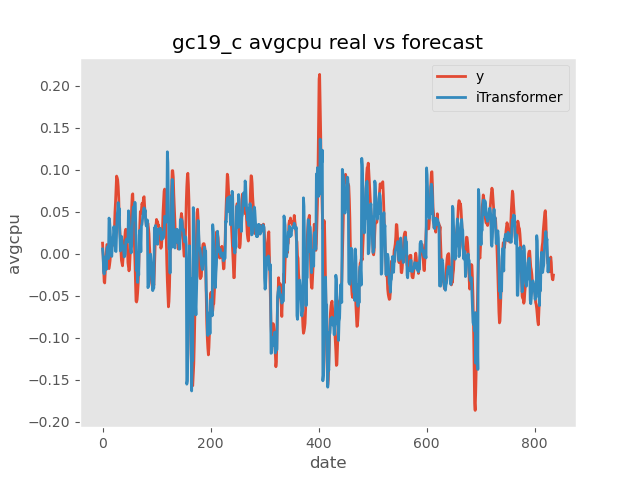 gc19_c avgcpu real vs forecast
y
iTransformer
0.20
0.15
0.10
0.05
0.00
−0.05
−0.10
−0.15
−0.20
avgcpu
0 200 400 600 800
date